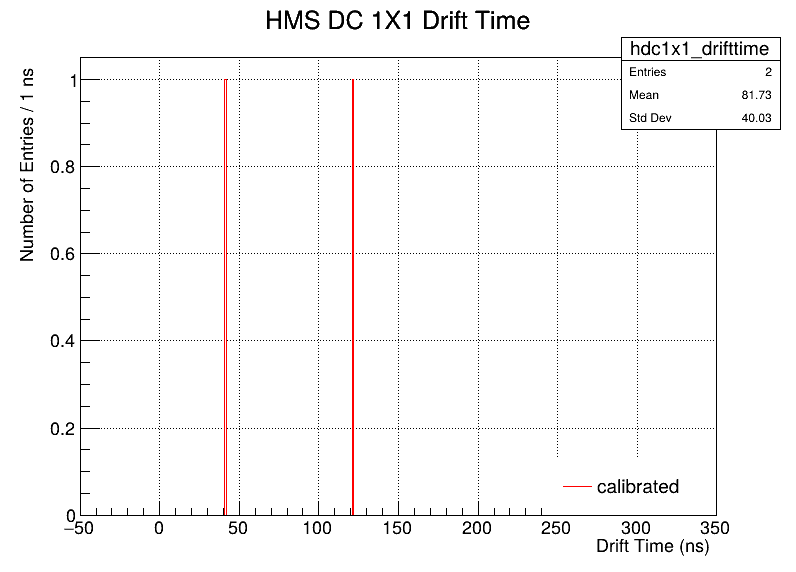 HMS DC 1X1 Drift Time
hdc1x1_drifttime
Entries 2
Mean 81.73
Std Dev 40.03
Number of Entries / 1 ns
1
0.8
0.6
0.4
0.2
0
−50 0 50 100 150 200 250 300 350
Drift Time (ns)
calibrated